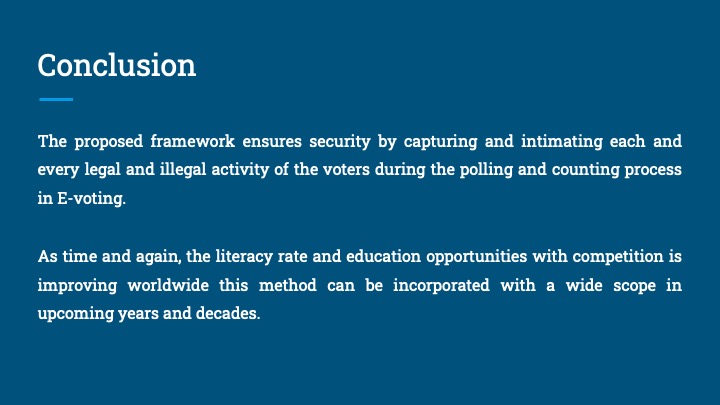 Conclusion
The proposed framework ensures security by capturing and intimating each and
every legal and illegal activity of the voters during the polling and counting process
in E-voting.
As time and again, the literacy rate and education opportunities with competition is
improving worldwide this method can be incorporated with a wide scope in
upcoming years and decades.